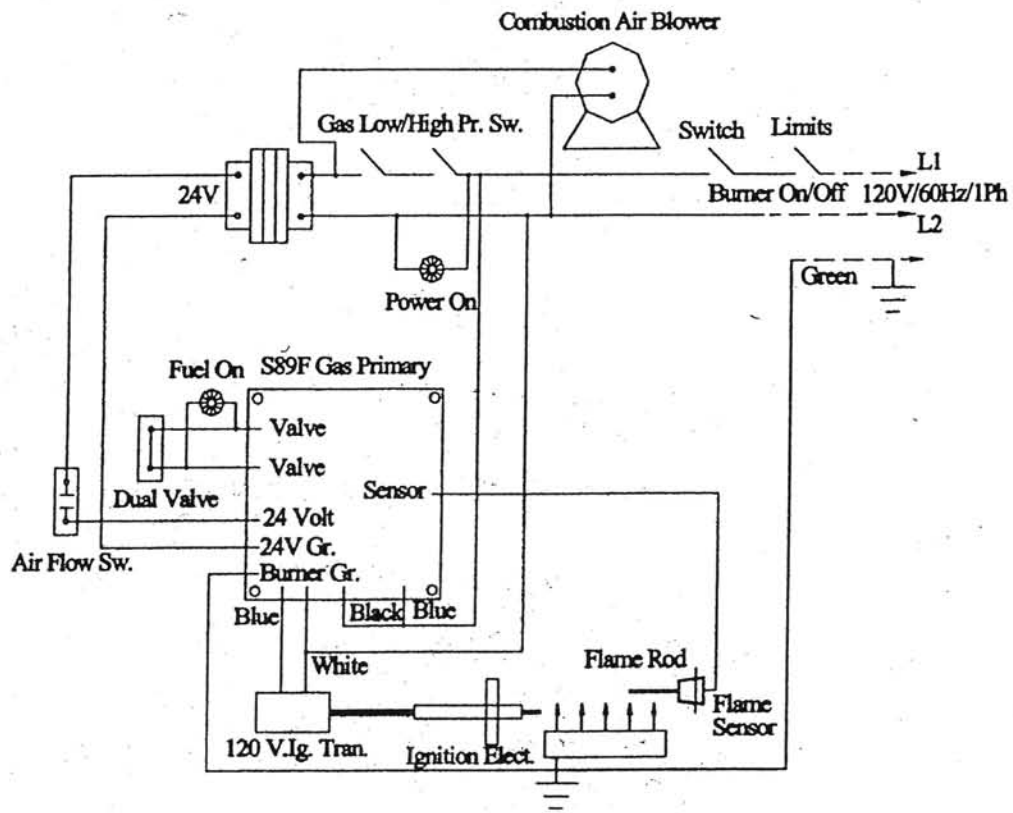 Combustion Air Blower
Gas Low/High Pr. Sw.
Switch
Limits
L1
24V
Burner On/Off
120V/60Hz/1Ph
L2
Green
Power On
Fuel On
S89F Gas Primary
Valve
Valve
Sensor
Dual Valve
24 Volt
24V Gr.
Air Flow Sw.
Burner Gr.
Blue
Black
Blue
White
Flame Rod
Flame
Sensor
120 V.Ig. Tran.
Ignition Elect.